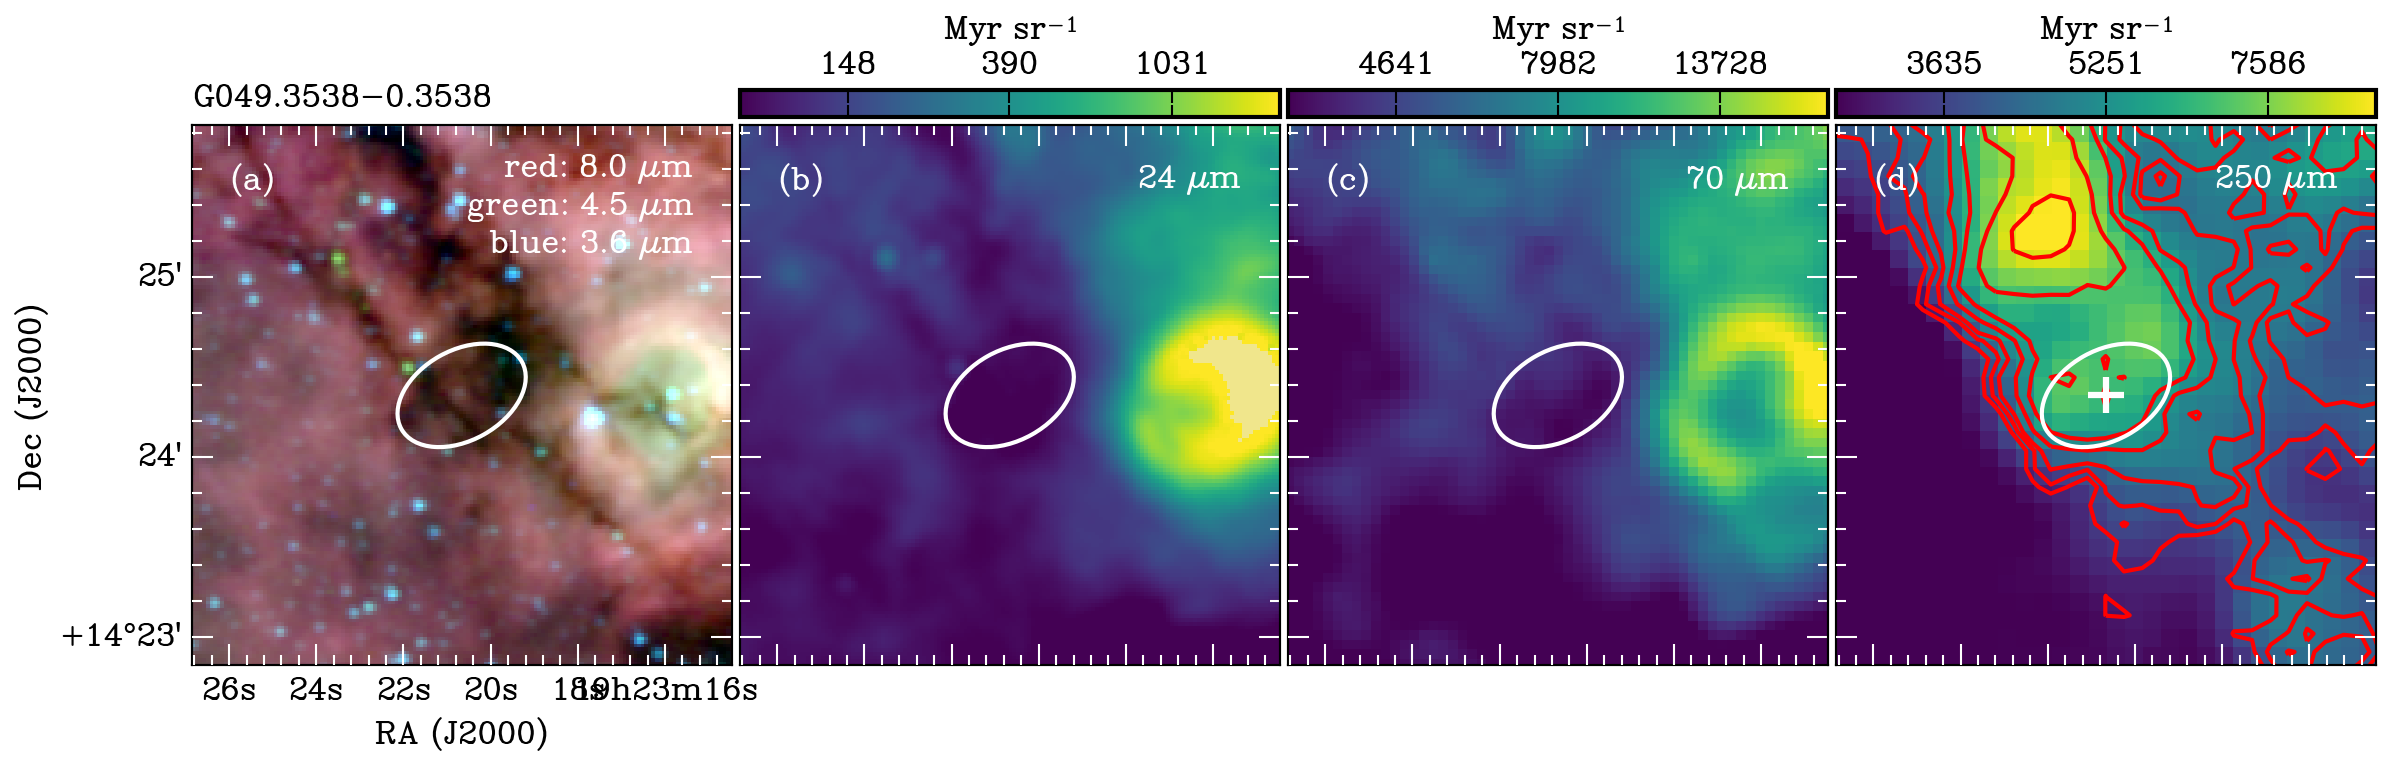 Myr sr⁻¹
148 390 1031
Myr sr⁻¹
4641 7982 13728
Myr sr⁻¹
3635 5251 7586
G049.3538−0.3538
(a)
red: 8.0 μm
green: 4.5 μm
blue: 3.6 μm
(b)
24 μm
(c)
70 μm
(d)
250 μm
25'
24'
+14°23'
Dec (J2000)
26s 24s 22s 20s 18s 19h23m16s
RA (J2000)